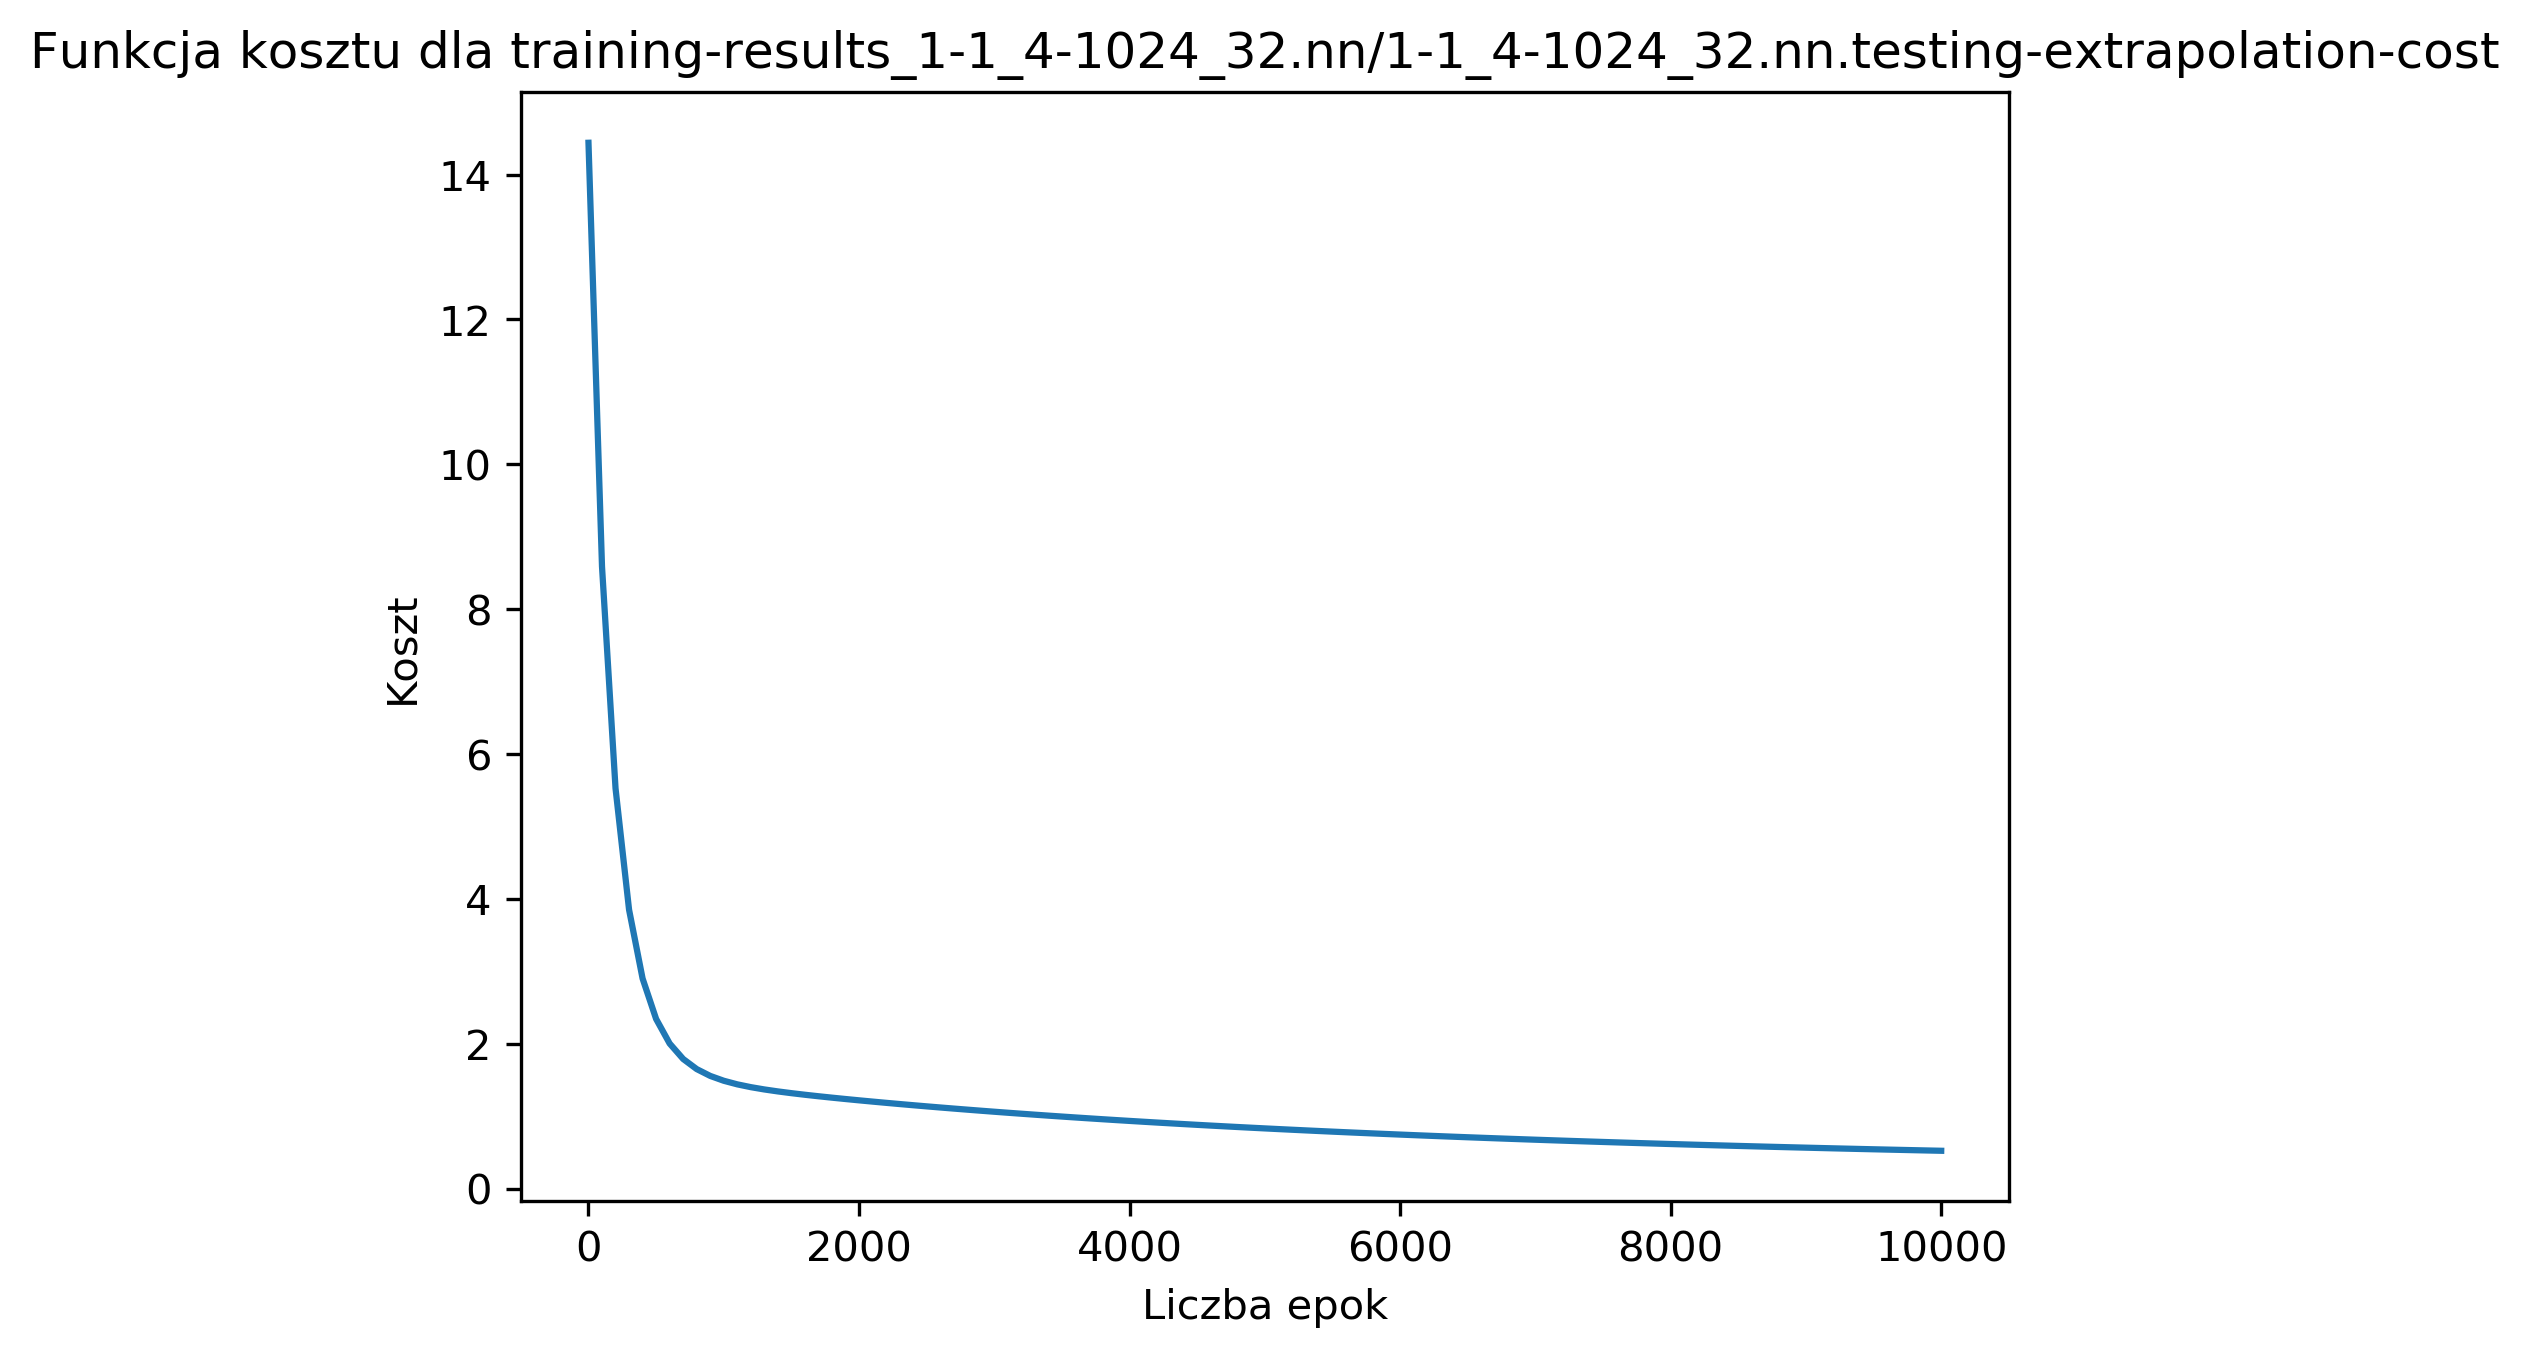 Funkcja kosztu dla training-results_1-1_4-1024_32.nn/1-1_4-1024_32.nn.testing-extrapolation-cost
14
12
10
8
6
4
2
0
Koszt
0 2000 4000 6000 8000 10000
Liczba epok